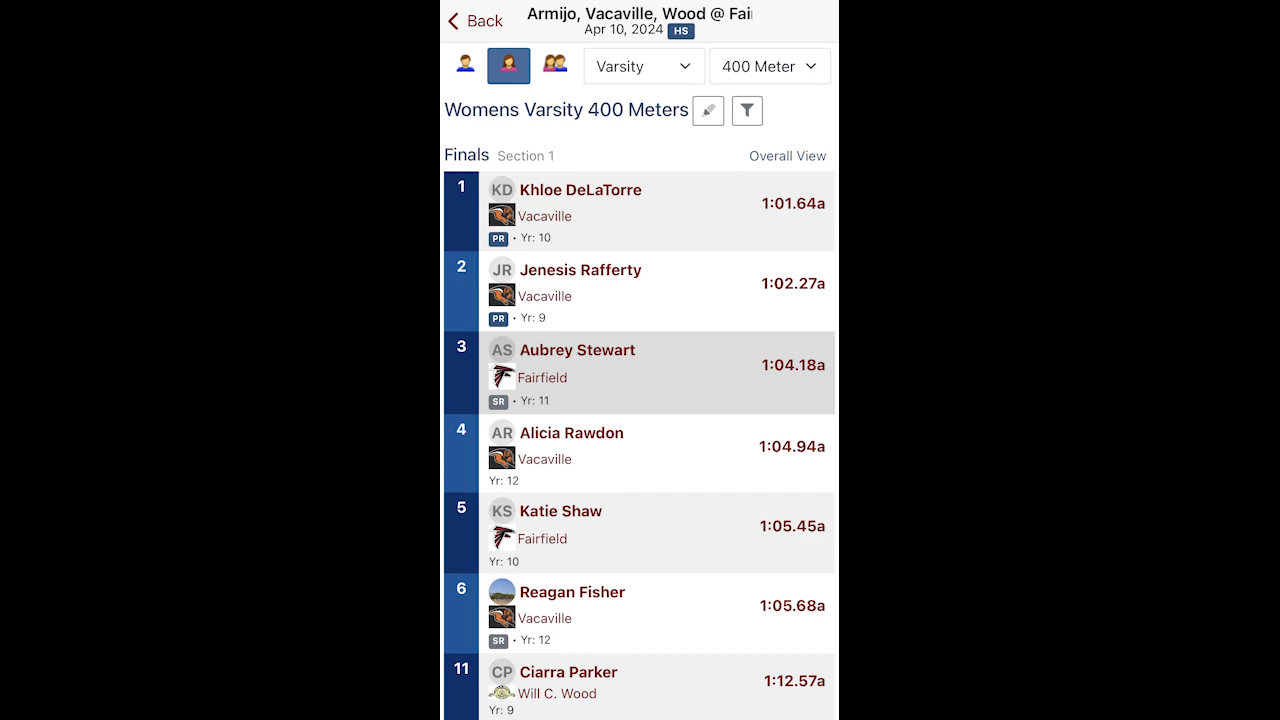 Back
Armijo, Vacaville, Wood @ Fai
Apr 10, 2024 HS
Varsity
400 Meter
Womens Varsity 400 Meters
Finals Section 1 Overall View
1 KD Khloe DeLaTorre 1:01.64a
Vacaville
PR · Yr: 10
2 JR Jenesis Rafferty 1:02.27a
Vacaville
PR · Yr: 9
3 AS Aubrey Stewart 1:04.18a
Fairfield
SR · Yr: 11
4 AR Alicia Rawdon 1:04.94a
Vacaville
Yr: 12
5 KS Katie Shaw 1:05.45a
Fairfield
Yr: 10
6 Reagan Fisher 1:05.68a
Vacaville
SR · Yr: 12
11 CP Ciarra Parker 1:12.57a
Will C. Wood
Yr: 9